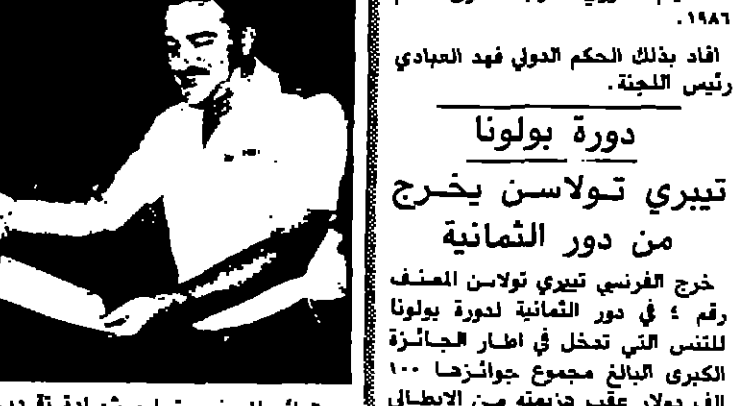 ١٩٨٦ .
افاد بذلك الحكم الدولي فهد العبادي
رئيس اللجنة .
دورة بولونا
تيبري تولاسن يخرج
من دور الثمانية
خرج الفرنسي تيبري تولاسن المصنف
رقم ٤ في دور الثمانية لدورة بولونا
للتنس التي تدخل في اطار الجائزة
الكبرى البالغ مجموع جوائزها ١٠٠
الف دولار عقب هزيمته من الايطالي